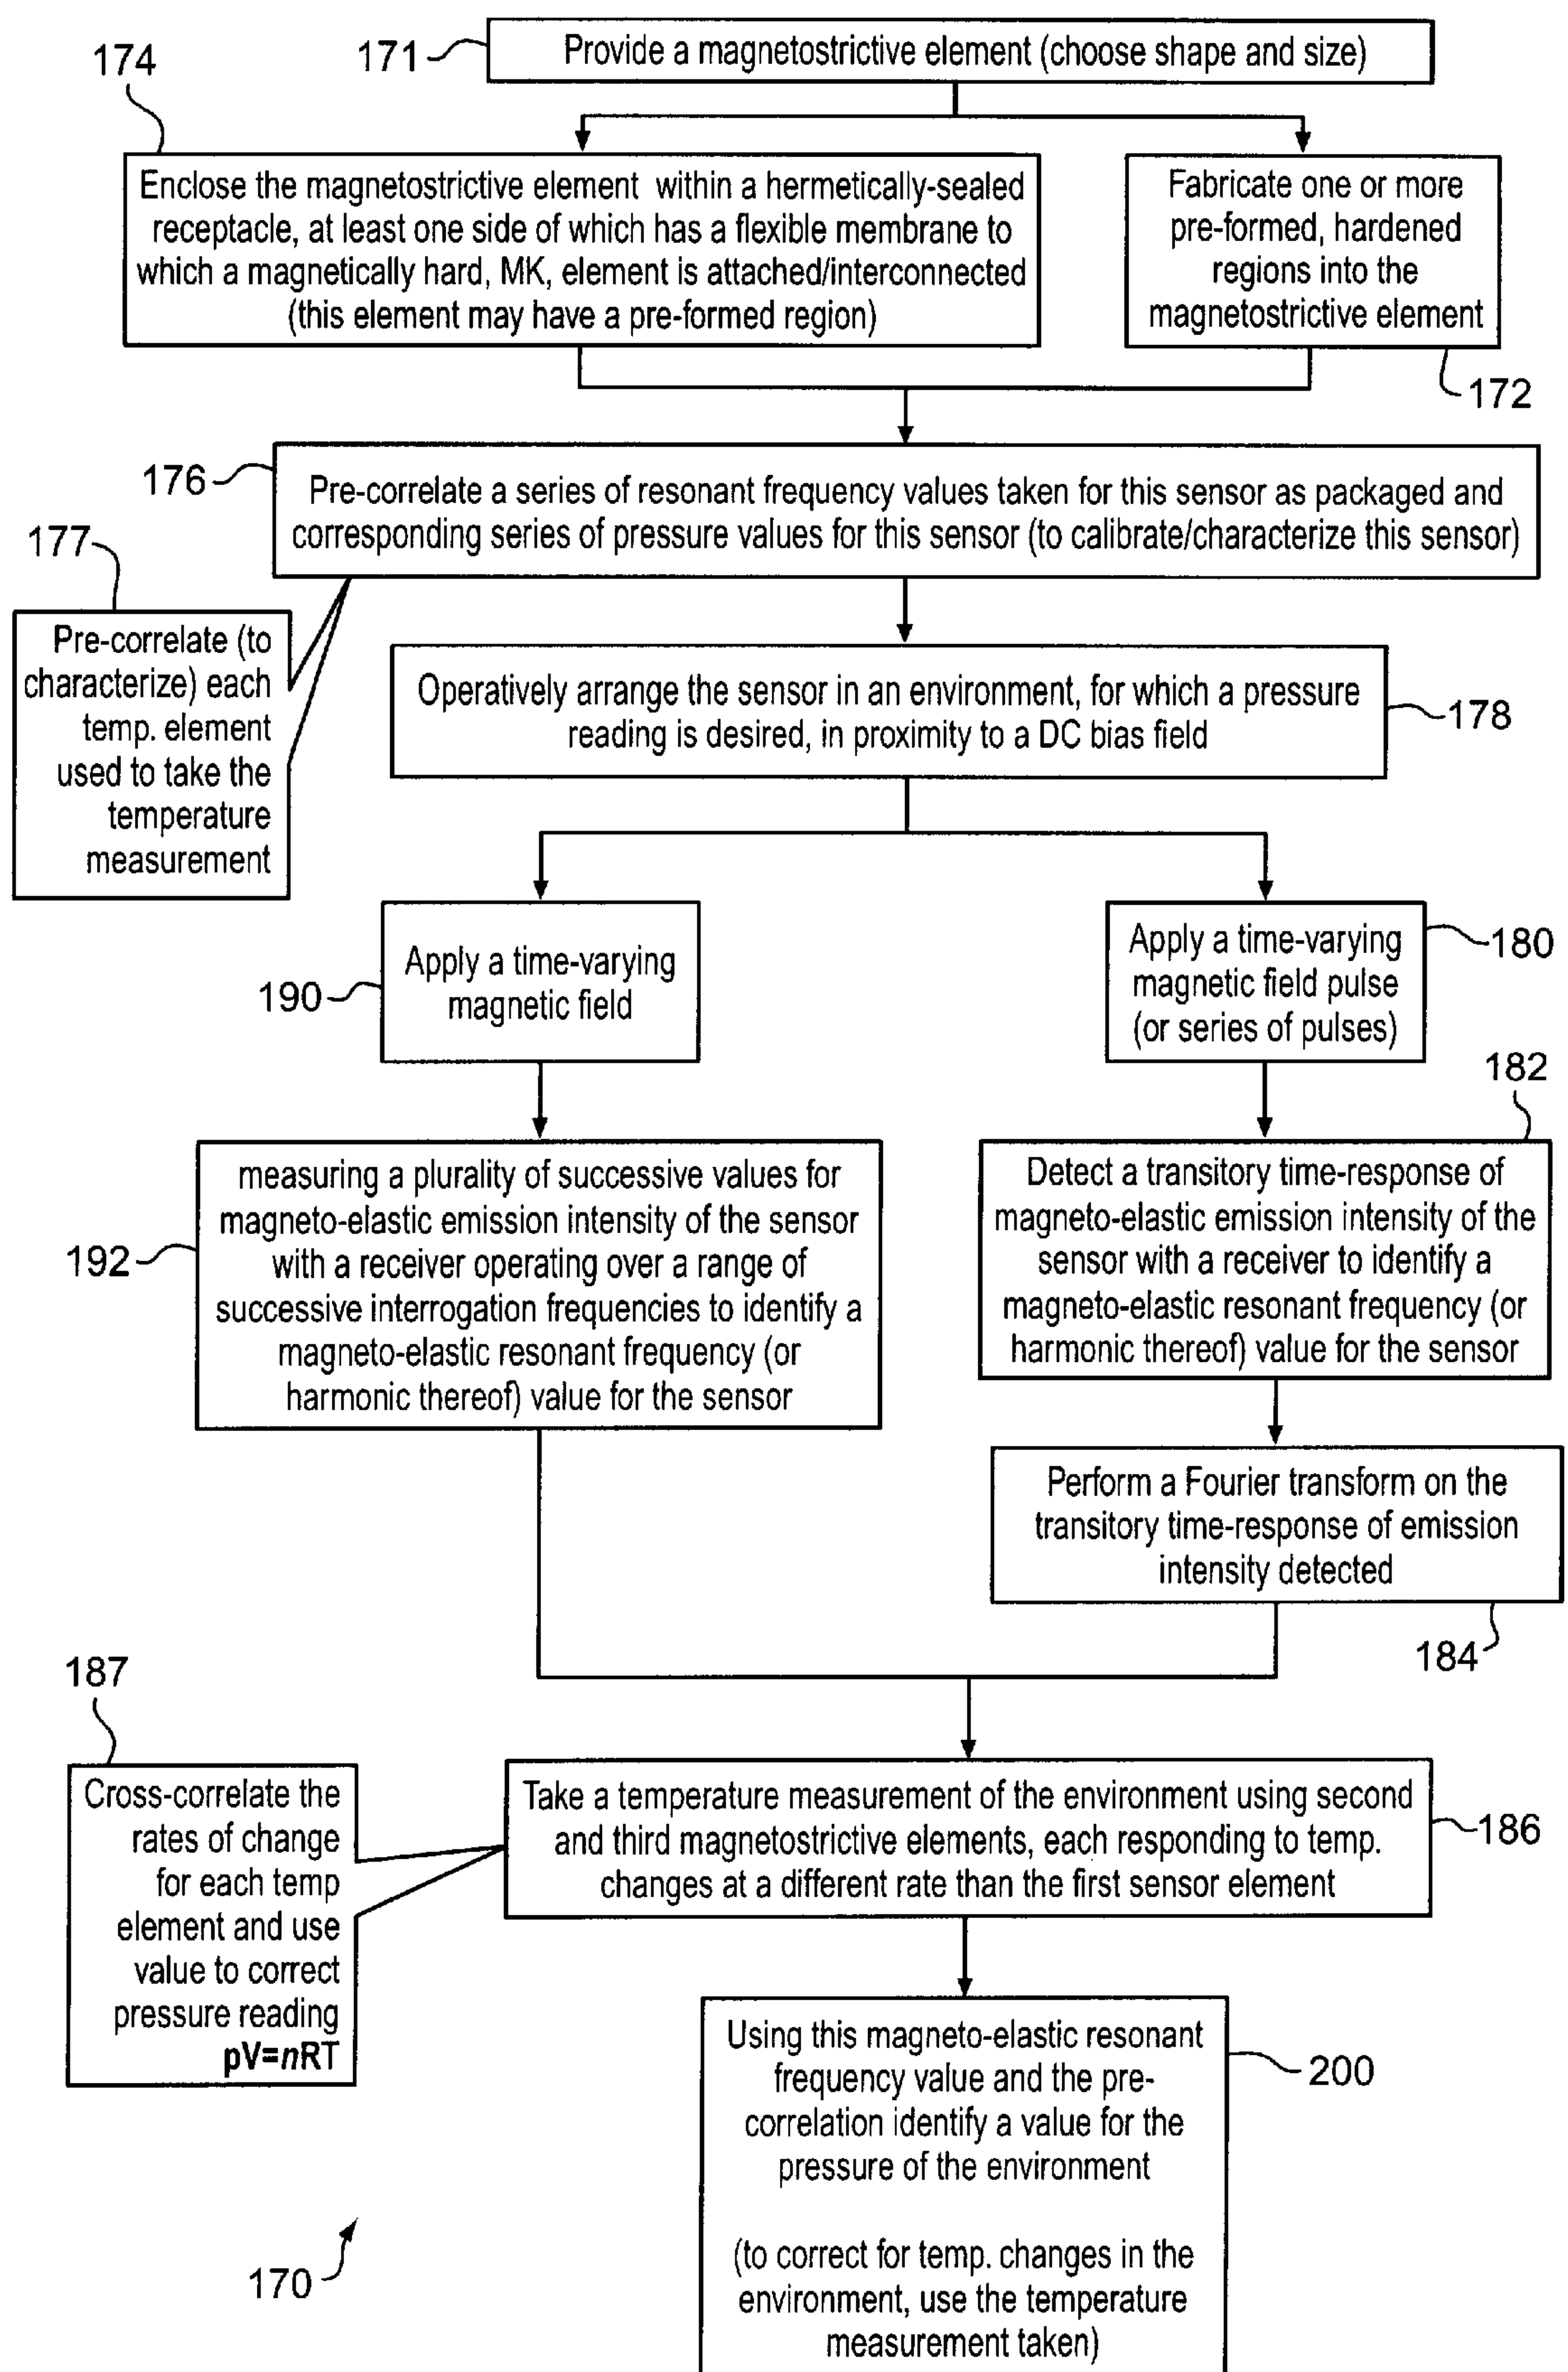 171
Provide a magnetostrictive element (choose shape and size)
174
Enclose the magnetostrictive element within a hermetically-sealed
receptacle, at least one side of which has a flexible membrane to
which a magnetically hard, MK, element is attached/interconnected
(this element may have a pre-formed region)
Fabricate one or more
pre-formed, hardened
regions into the
magnetostrictive element
172
176
Pre-correlate a series of resonant frequency values taken for this sensor as packaged and
corresponding series of pressure values for this sensor (to calibrate/characterize this sensor)
177
Pre-correlate (to
characterize) each
temp. element
used to take the
temperature
measurement
Operatively arrange the sensor in an environment, for which a pressure
reading is desired, in proximity to a DC bias field
178
190
Apply a time-varying
magnetic field
Apply a time-varying
magnetic field pulse
(or series of pulses)
180
192
measuring a plurality of successive values for
magneto-elastic emission intensity of the sensor
with a receiver operating over a range of
successive interrogation frequencies to identify a
magneto-elastic resonant frequency (or
harmonic thereof) value for the sensor
182
Detect a transitory time-response of
magneto-elastic emission intensity of the
sensor with a receiver to identify a
magneto-elastic resonant frequency (or
harmonic thereof) value for the sensor
Perform a Fourier transform on the
transitory time-response of emission
intensity detected
184
187
Cross-correlate the
rates of change
for each temp
element and use
value to correct
pressure reading
pV=nRT
Take a temperature measurement of the environment using second
and third magnetostrictive elements, each responding to temp.
changes at a different rate than the first sensor element
186
Using this magneto-elastic resonant
frequency value and the pre-
correlation identify a value for the
pressure of the environment
(to correct for temp. changes in the
environment, use the temperature
measurement taken)
200
170